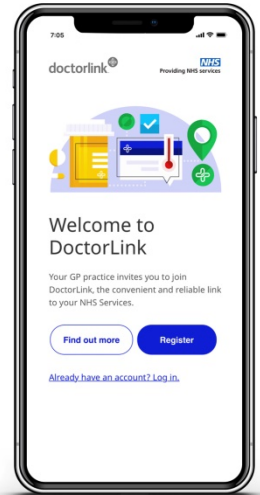 7:05
doctorlink
NHS
Providing NHS services
Welcome to
DoctorLink
Your GP practice invites you to join
DoctorLink, the convenient and reliable link
to your NHS Services.
Find out more
Register
Already have an account? Log in.